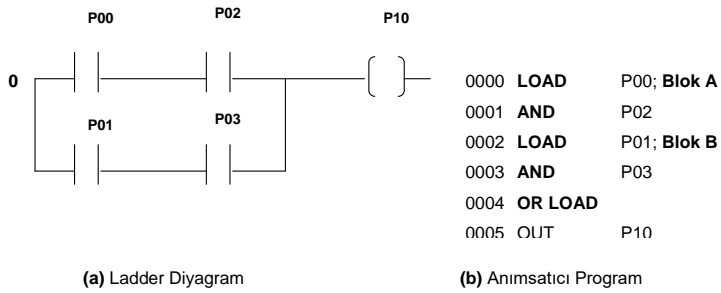 P00
P02
P10
0
P01
P03
0000 LOAD P00; Blok A
0001 AND P02
0002 LOAD P01; Blok B
0003 AND P03
0004 OR LOAD
0005 OUT P10
(a) Ladder Diyagram
(b) Anımsatıcı Program